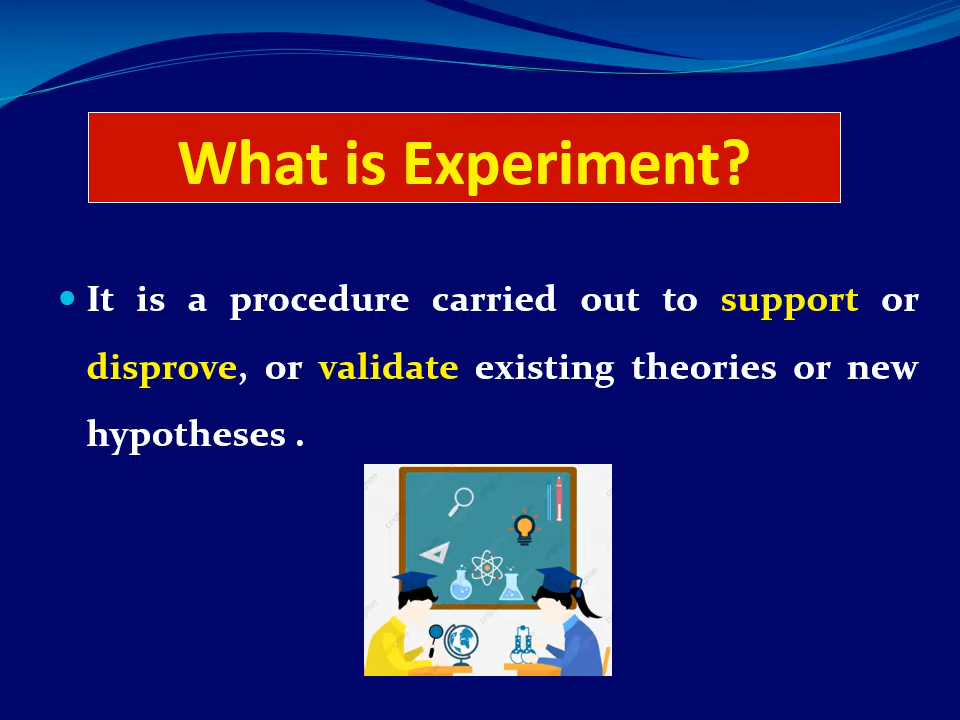 What is Experiment?
It is a procedure carried out to support or
disprove, or validate existing theories or new
hypotheses .